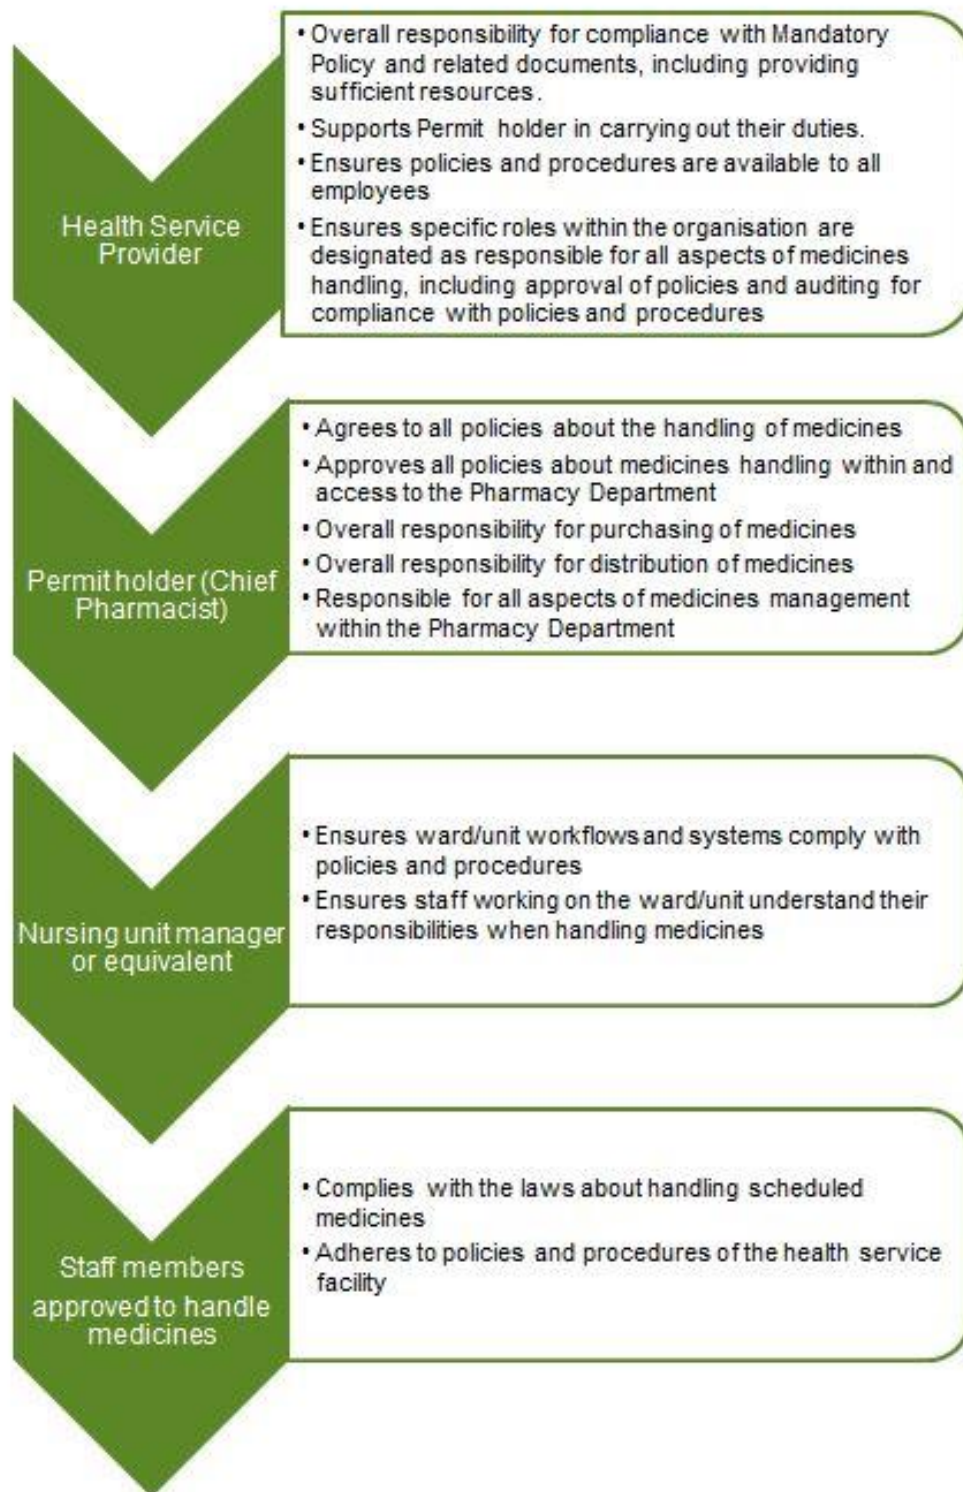 Health Service
Provider
• Overall responsibility for compliance with Mandatory
Policy and related documents, including providing
sufficient resources.
• Supports Permit holder in carrying out their duties.
• Ensures policies and procedures are available to all
employees
• Ensures specific roles within the organisation are
designated as responsible for all aspects of medicines
handling, including approval of policies and auditing for
compliance with policies and procedures
Permit holder (Chief
Pharmacist)
• Agrees to all policies about the handling of medicines
• Approves all policies about medicines handling within and
access to the Pharmacy Department
• Overall responsibility for purchasing of medicines
• Overall responsibility for distribution of medicines
• Responsible for all aspects of medicines management
within the Pharmacy Department
Nursing unit manager
or equivalent
• Ensures ward/unit workflows and systems comply with
policies and procedures
• Ensures staff working on the ward/unit understand their
responsibilities when handling medicines
Staff members
approved to handle
medicines
• Complies with the laws about handling scheduled
medicines
• Adheres to policies and procedures of the health service
facility